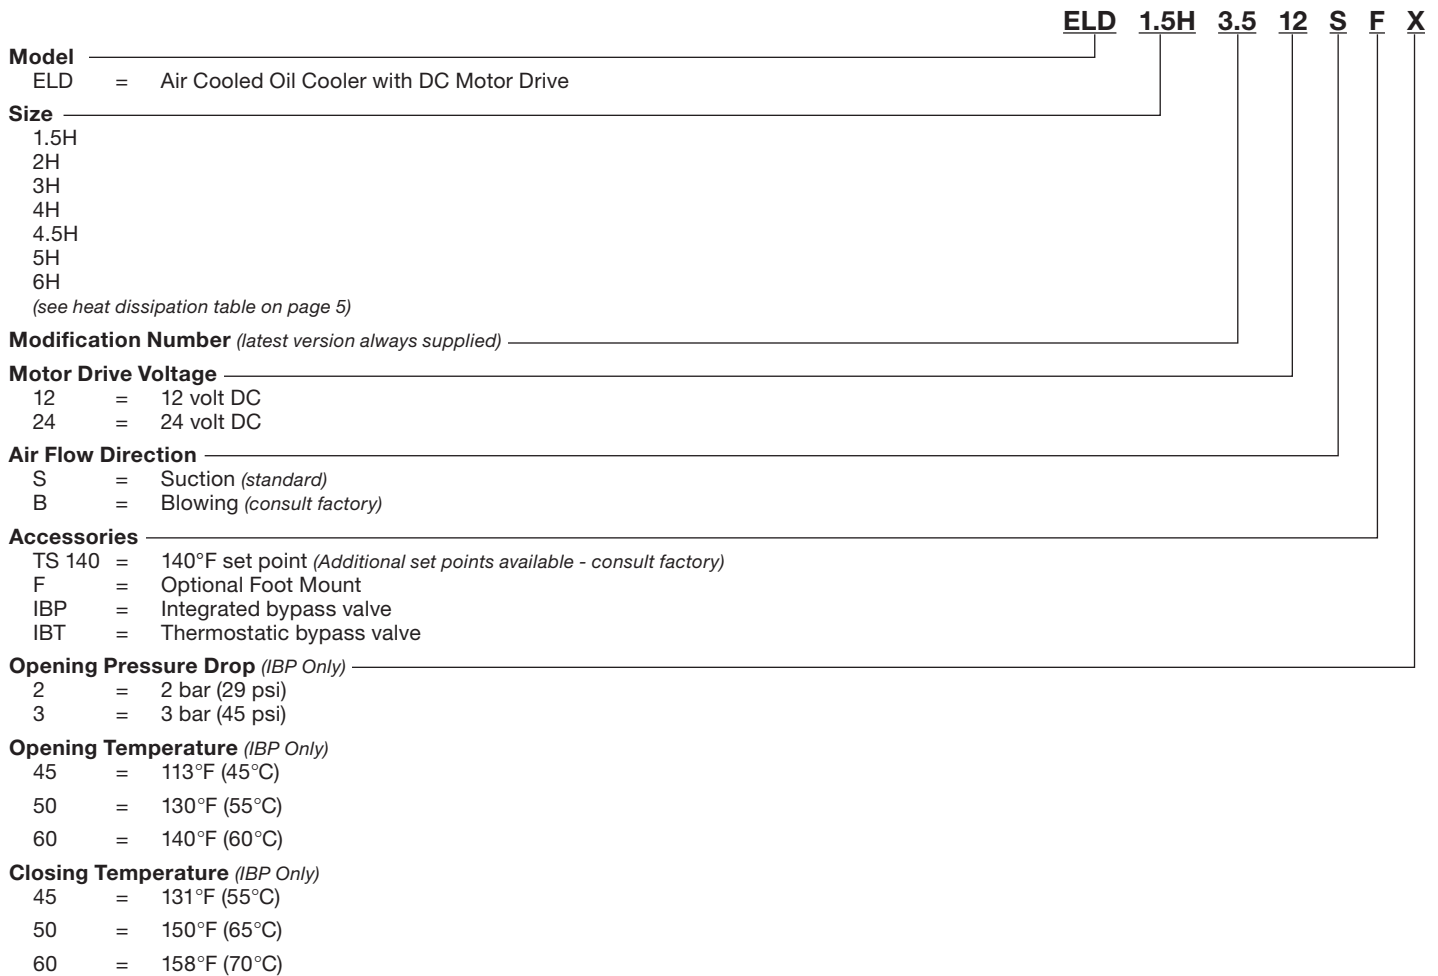 ELD 1.5H 3.5 12 S F X
Model
ELD = Air Cooled Oil Cooler with DC Motor Drive
Size
1.5H
2H
3H
4H
4.5H
5H
6H
(see heat dissipation table on page 5)
Modification Number (latest version always supplied)
Motor Drive Voltage
12 = 12 volt DC
24 = 24 volt DC
Air Flow Direction
S = Suction (standard)
B = Blowing (consult factory)
Accessories
TS 140 = 140°F set point (Additional set points available - consult factory)
F = Optional Foot Mount
IBP = Integrated bypass valve
IBT = Thermostatic bypass valve
Opening Pressure Drop (IBP Only)
2 = 2 bar (29 psi)
3 = 3 bar (45 psi)
Opening Temperature (IBP Only)
45 = 113°F (45°C)
50 = 130°F (55°C)
60 = 140°F (60°C)
Closing Temperature (IBP Only)
45 = 131°F (55°C)
50 = 150°F (65°C)
60 = 158°F (70°C)